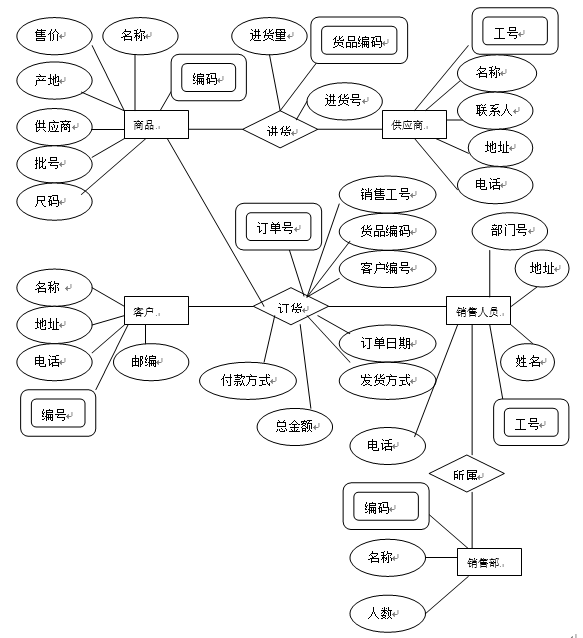 售价
名称
进货量
货品编码
工号
编码
名称
产地
进货号
联系人
供应商
商品
进货
供应商
批号
地址
尺码
电话
销售工号
订单号
货品编码
部门号
客户编号
地址
名称
客户
订货
销售人员
地址
订单日期
电话
邮编
姓名
付款方式
发货方式
编号
工号
总金额
电话
所属
编码
名称
销售部
人数